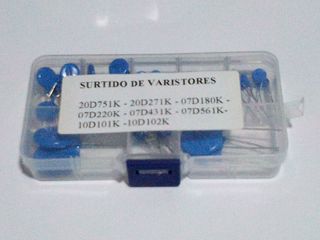 SURTIDO DE VARISTORES
20D751K - 20D271K - 07D180K -
07D220K - 07D431K - 07D561K-
10D101K -10D102K